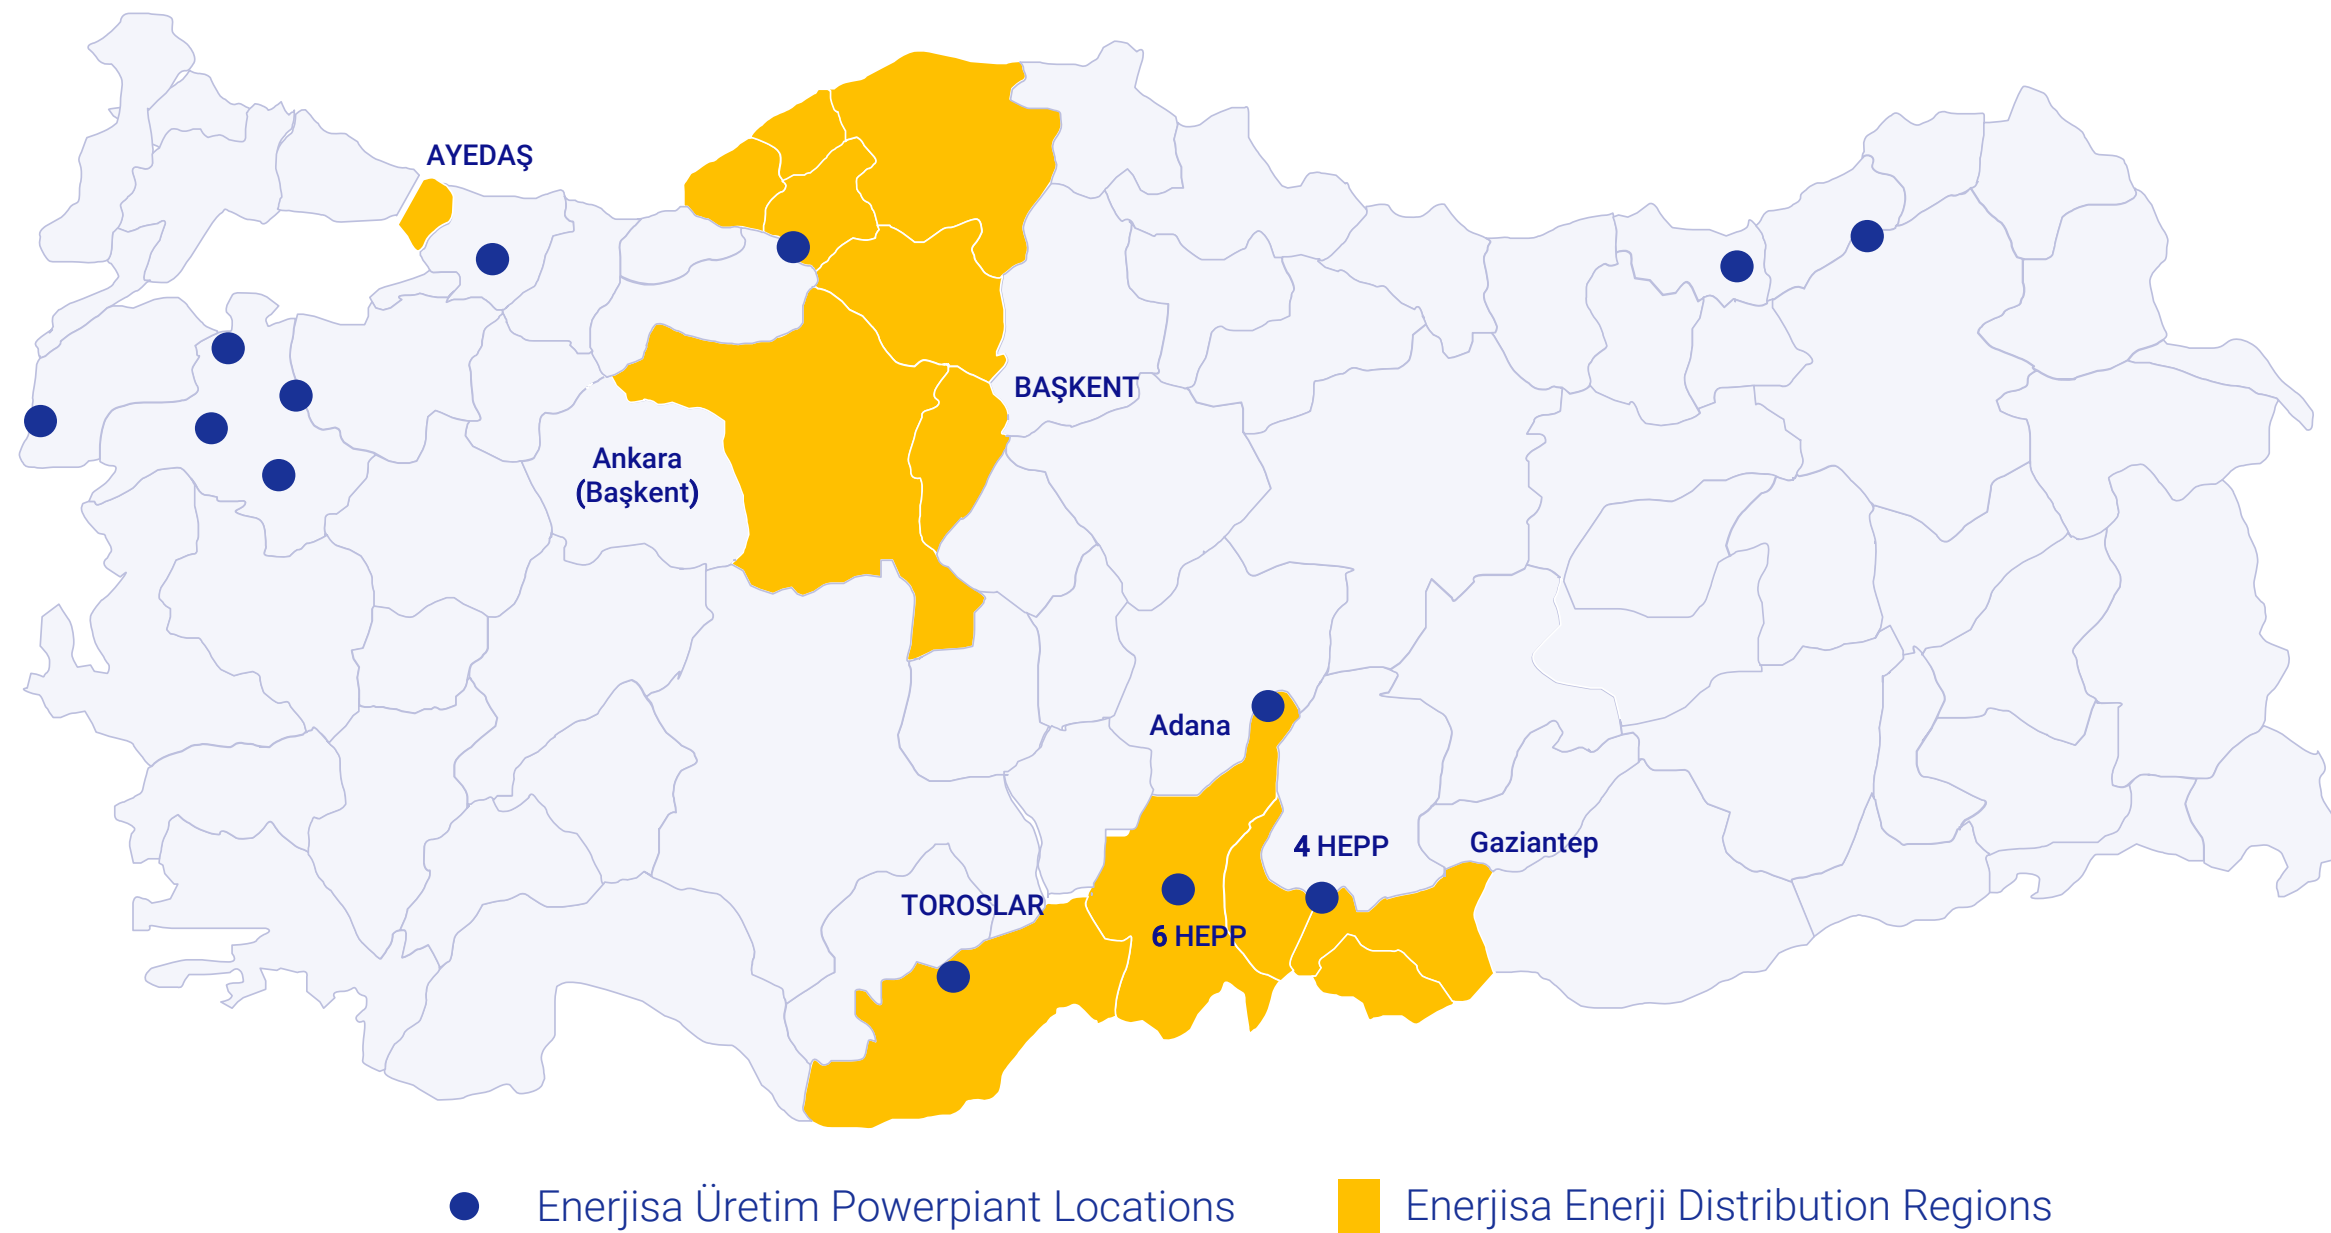 AYEDAŞ
BAŞKENT
Ankara
(Başkent)
Adana
4 HEPP
Gaziantep
TOROSLAR
6 HEPP
Enerjisa Üretim Powerpiant Locations
Enerjisa Enerji Distribution Regions